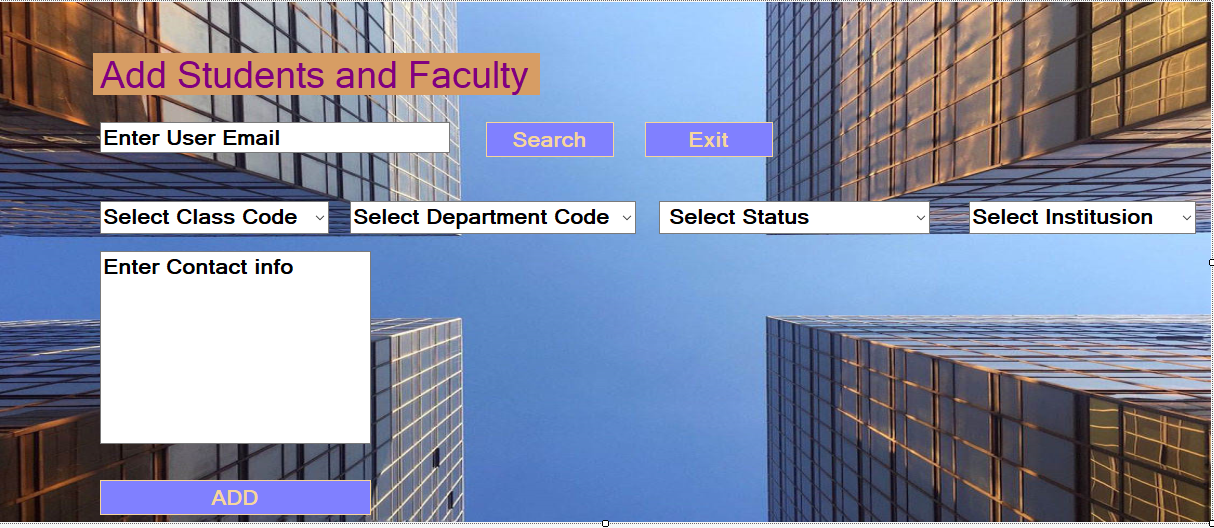 Add Students and Faculty
Enter User Email
Search
Exit
Select Class Code
Select Department Code
Select Status
Select Institusion
Enter Contact info
ADD